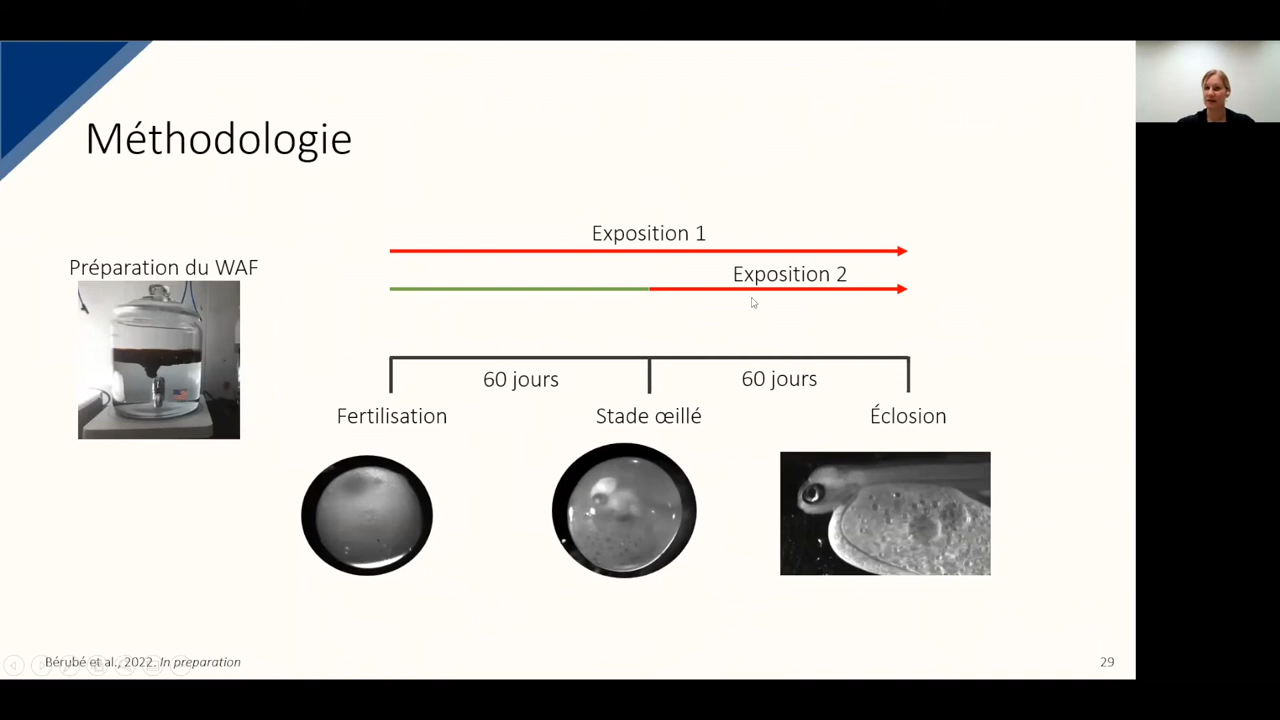 Méthodologie
Exposition 1
Préparation du WAF
Exposition 2
60 jours
60 jours
Fertilisation
Stade œillé
Éclosion
Bérubé et al., 2022. In preparation
29